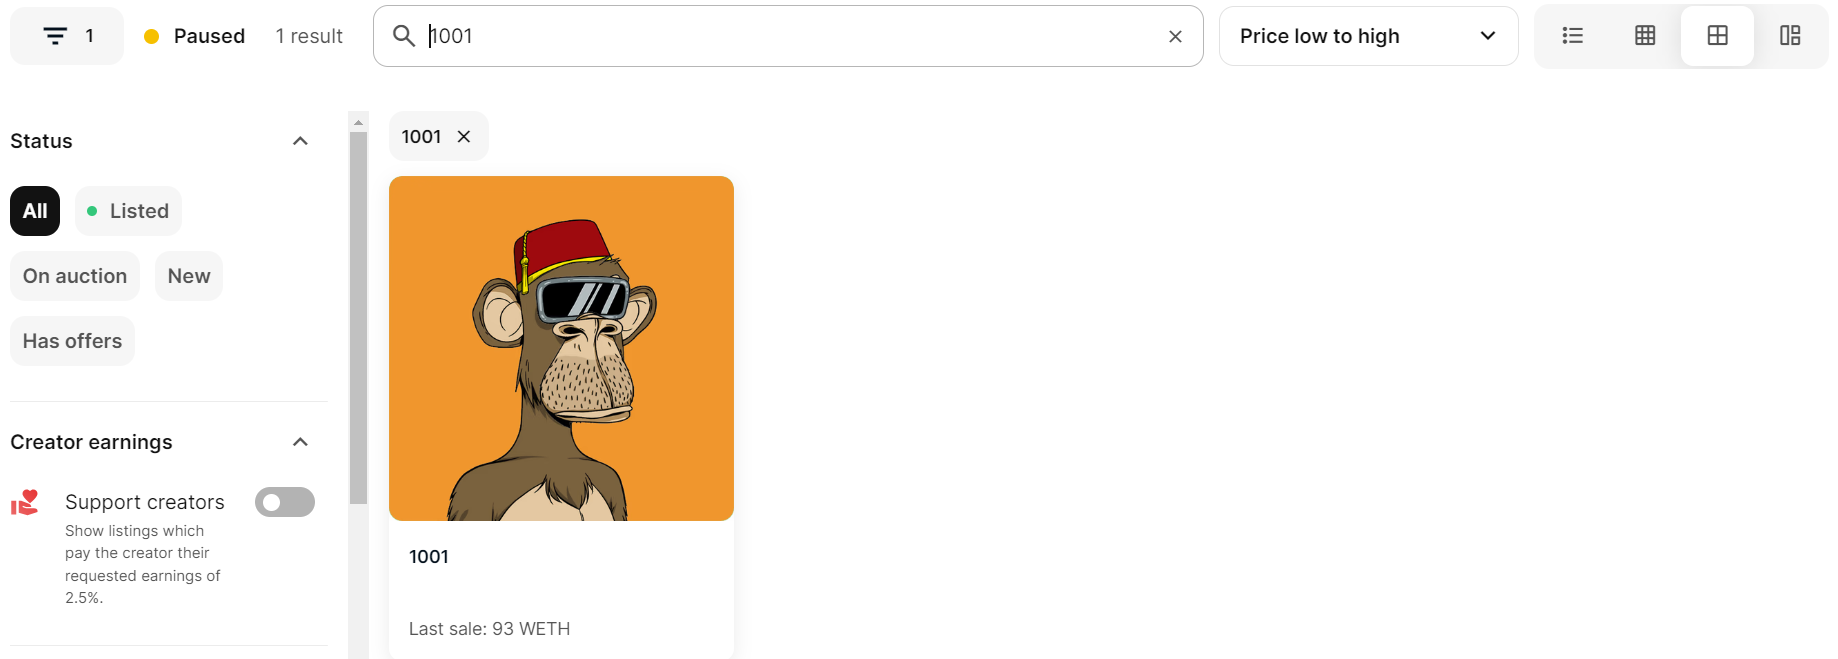 1
Paused
1 result
1001
Price low to high
Status
All
Listed
On auction
New
Has offers
Creator earnings
Support creators
Show listings which
pay the creator their
requested earnings of
2.5%.
1001
1001
Last sale: 93 WETH